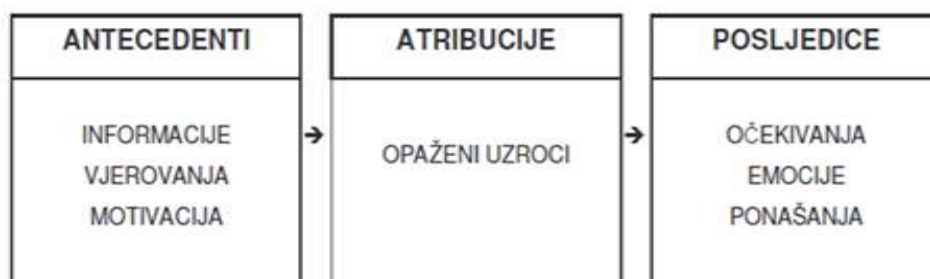 ANTECEDENTI
INFORMACIJE
VJEROVANJA
MOTIVACIJA
➔
ATRIBUCIJE
OPAŽENI UZROCI
➔
POSLJEDICE
OČEKIVANJA
EMOCIJE
PONAŠANJA